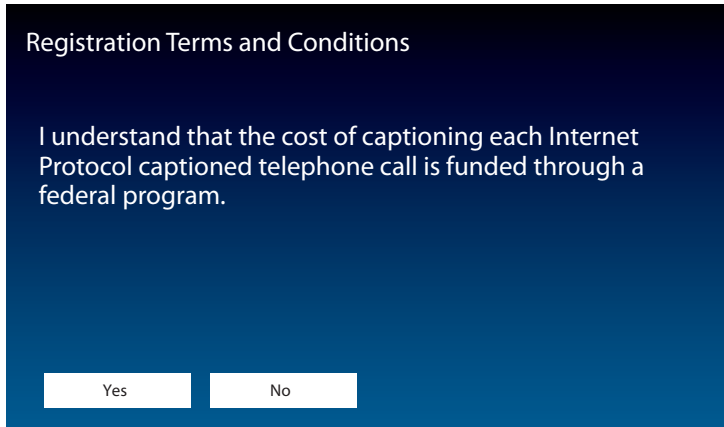 Registration Terms and Conditions
I understand that the cost of captioning each Internet
Protocol captioned telephone call is funded through a
federal program.
Yes
No